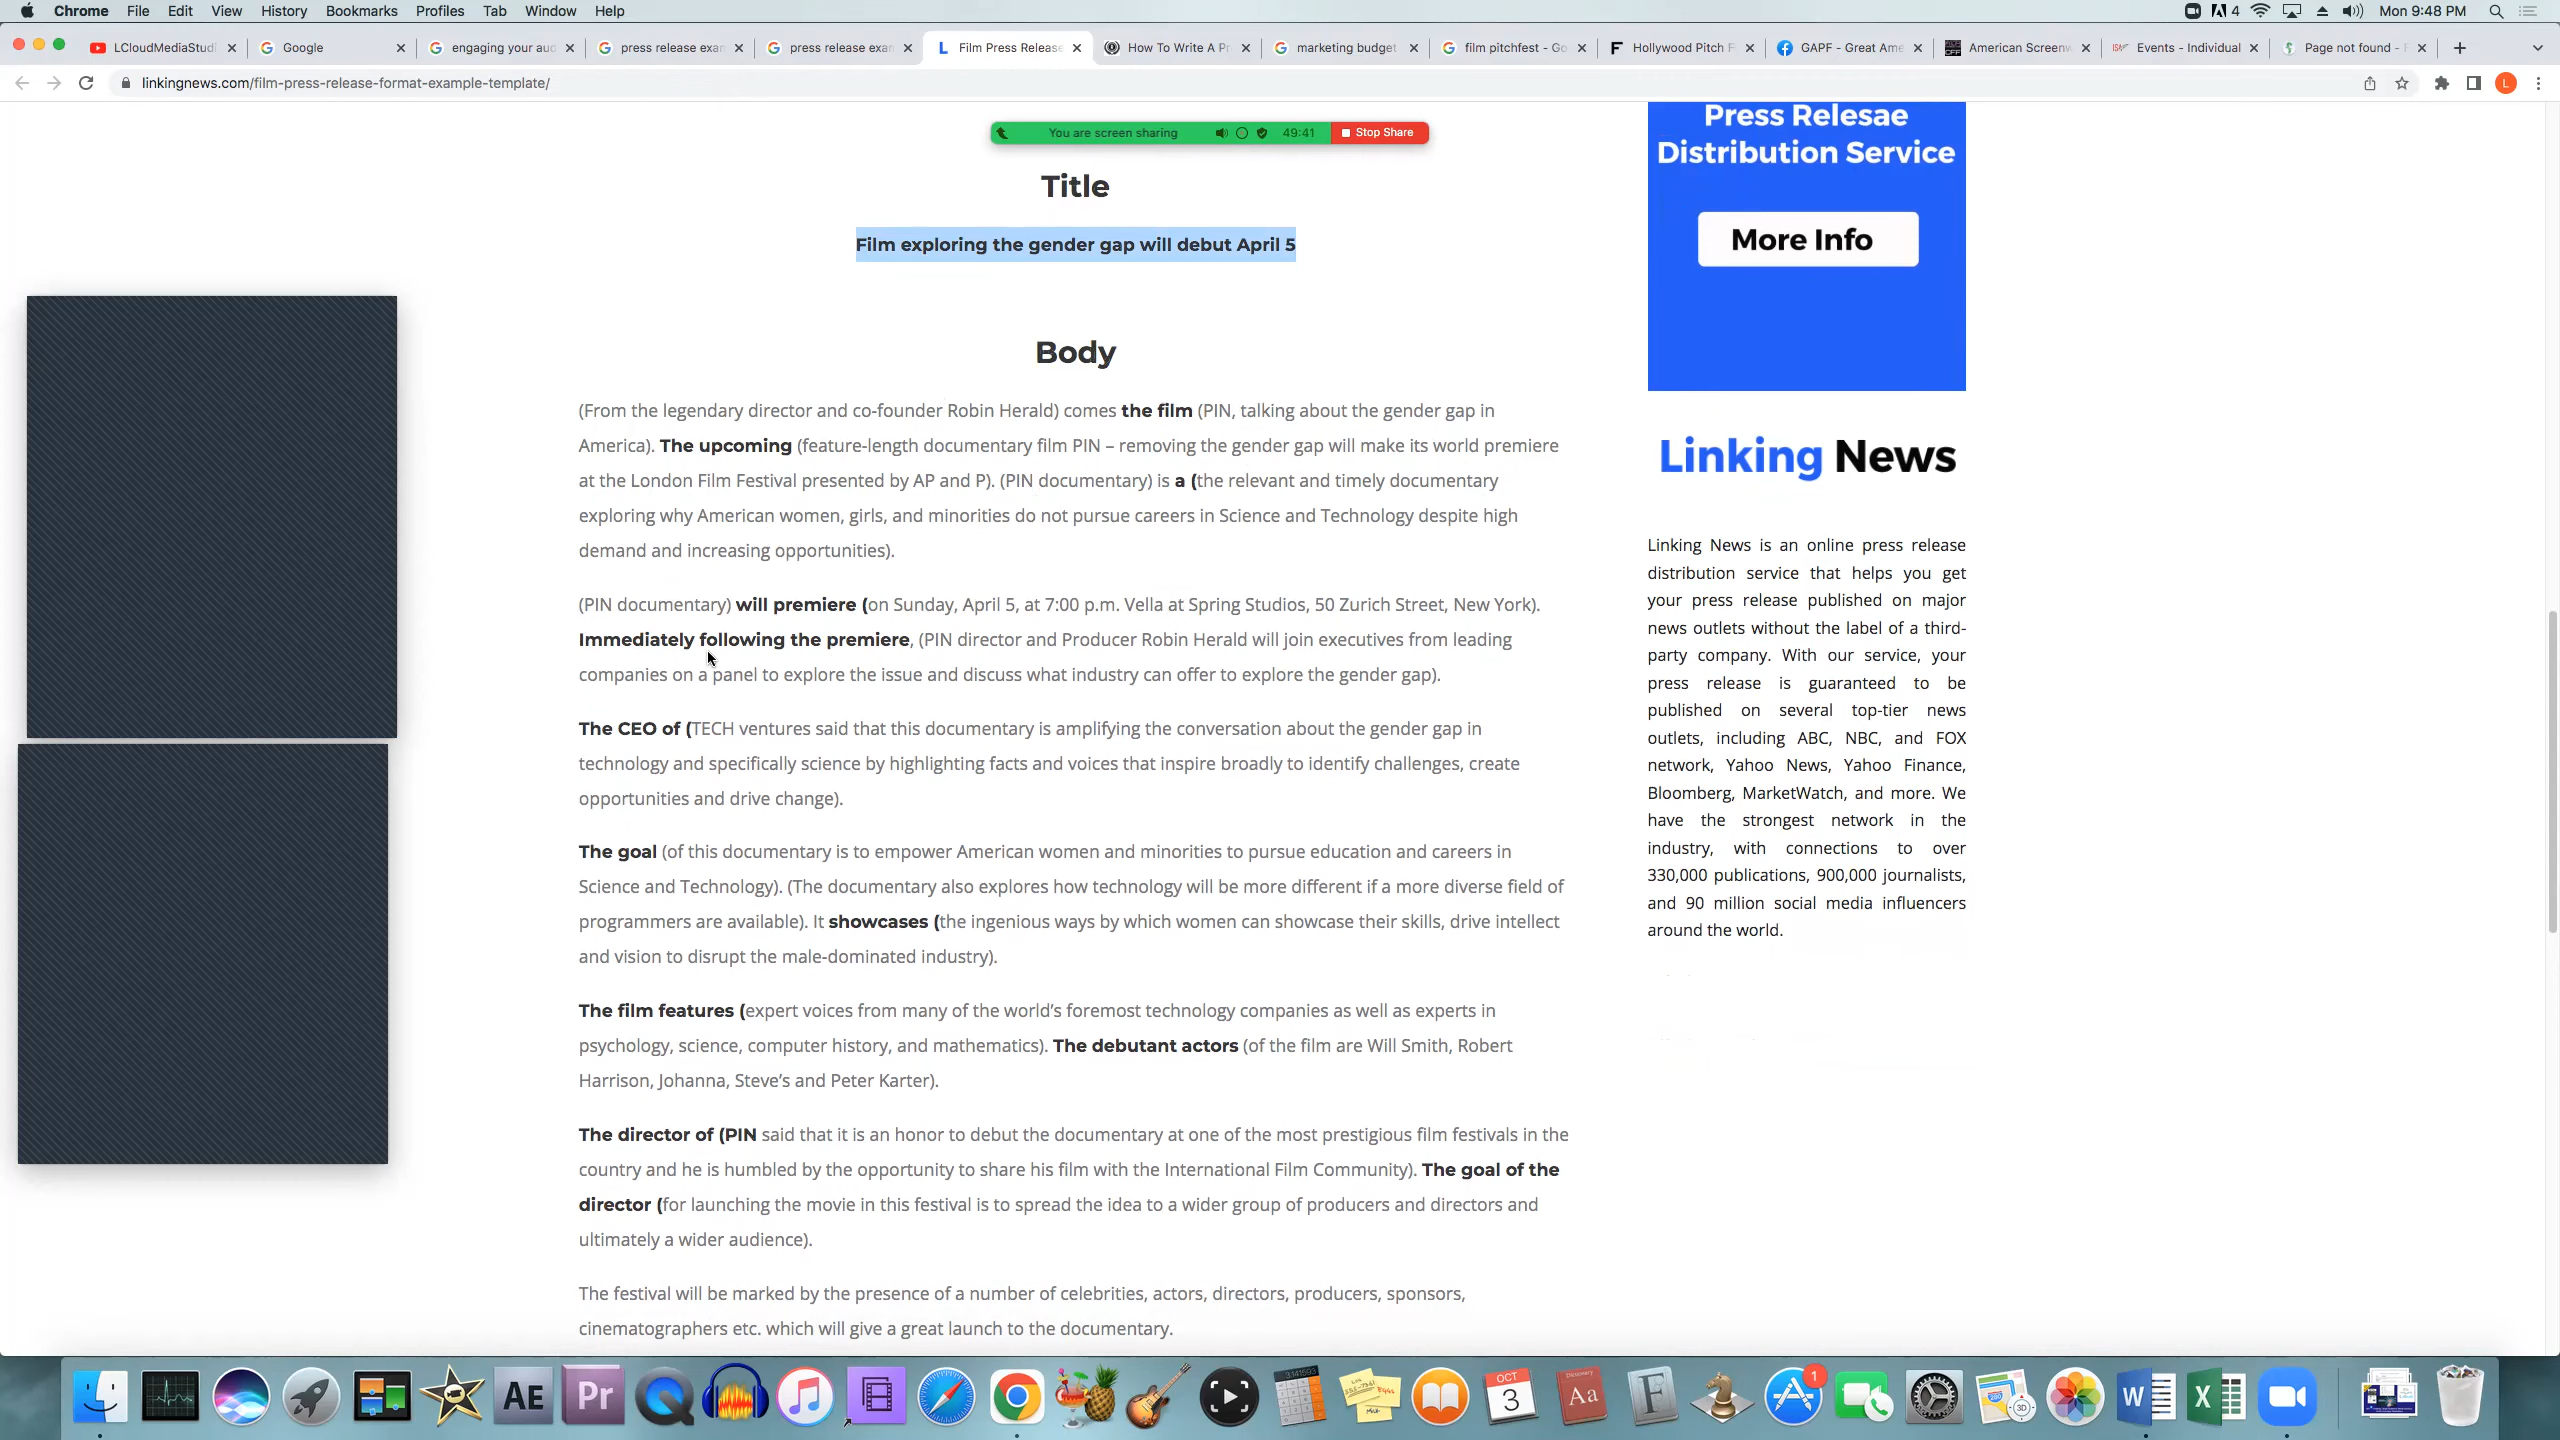 Chrome File Edit View History Bookmarks Profiles Tab Window Help 4 Mon 9:48 PM
LCloudMediaStudi Google engaging your auc press release exan press release exan L Film Press Release How To Write A Pr marketing budget film pitchfest - Go F Hollywood Pitch F GAPF - Great Ame American Screenw Events - Individual Page not found -
linkingnews.com/film-press-release-format-example-template/ L
You are screen sharing 49:41 Stop Share
Press Relesae
Distribution Service
More Info
Title
Film exploring the gender gap will debut April 5
Body
(From the legendary director and co-founder Robin Herald) comes the film (PIN, talking about the gender gap in
America). The upcoming (feature-length documentary film PIN – removing the gender gap will make its world premiere
at the London Film Festival presented by AP and P). (PIN documentary) is a (the relevant and timely documentary
exploring why American women, girls, and minorities do not pursue careers in Science and Technology despite high
demand and increasing opportunities).
(PIN documentary) will premiere (on Sunday, April 5, at 7:00 p.m. Vella at Spring Studios, 50 Zurich Street, New York).
Immediately following the premiere, (PIN director and Producer Robin Herald will join executives from leading
companies on a panel to explore the issue and discuss what industry can offer to explore the gender gap).
The CEO of (TECH ventures said that this documentary is amplifying the conversation about the gender gap in
technology and specifically science by highlighting facts and voices that inspire broadly to identify challenges, create
opportunities and drive change).
The goal (of this documentary is to empower American women and minorities to pursue education and careers in
Science and Technology). (The documentary also explores how technology will be more different if a more diverse field of
programmers are available). It showcases (the ingenious ways by which women can showcase their skills, drive intellect
and vision to disrupt the male-dominated industry).
The film features (expert voices from many of the world's foremost technology companies as well as experts in
psychology, science, computer history, and mathematics). The debutant actors (of the film are Will Smith, Robert
Harrison, Johanna, Steve's and Peter Karter).
The director of (PIN said that it is an honor to debut the documentary at one of the most prestigious film festivals in the
country and he is humbled by the opportunity to share his film with the International Film Community). The goal of the
director (for launching the movie in this festival is to spread the idea to a wider group of producers and directors and
ultimately a wider audience).
The festival will be marked by the presence of a number of celebrities, actors, directors, producers, sponsors,
cinematographers etc. which will give a great launch to the documentary.
Linking News
Linking News is an online press release
distribution service that helps you get
your press release published on major
news outlets without the label of a third-
party company. With our service, your
press release is guaranteed to be
published on several top-tier news
outlets, including ABC, NBC, and FOX
network, Yahoo News, Yahoo Finance,
Bloomberg, MarketWatch, and more. We
have the strongest network in the
industry, with connections to over
330,000 publications, 900,000 journalists,
and 90 million social media influencers
around the world.
AE Pr OCT 3 Aa F 1 3D W X